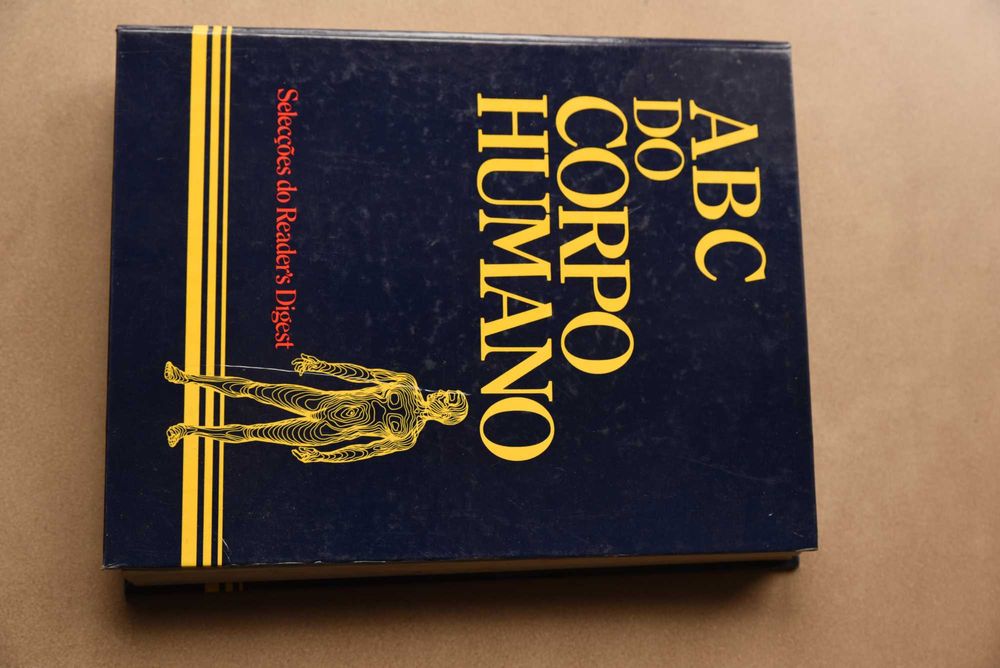 ABC
DO
CORPO
HUMANO
Selecções do Reader's Digest